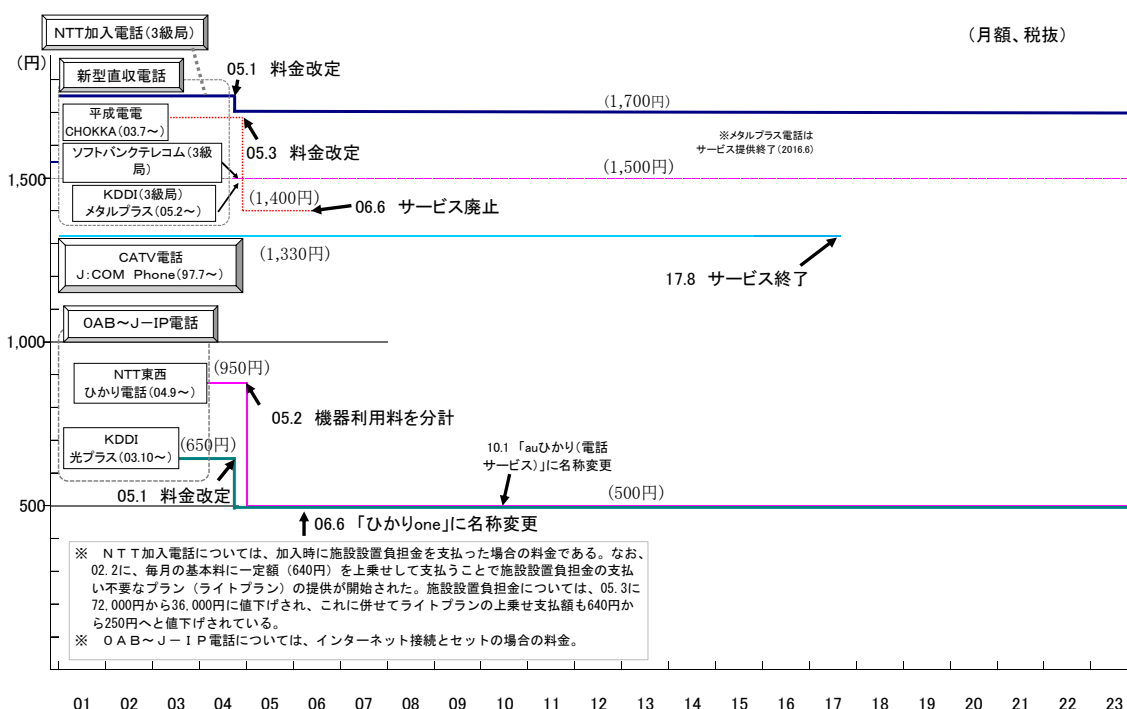 NTT加入電話(3級局)
(月額、税抜)
(円)
新型直収電話
05.1 料金改定
(1,700円)
平成電電
CHOKKA(03.7～)
05.3 料金改定
※メタルプラス電話は
サービス提供終了(2016.6)
ソフトバンクテレコム(3級
局)
(1,500円)
1,500
KDDI(3級局)
メタルプラス(05.2～)
(1,400円)
06.6 サービス廃止
CATV電話
J:COM Phone(97.7～)
(1,330円)
17.8 サービス終了
0AB～J－IP電話
1,000
NTT東西
ひかり電話(04.9～)
(950円)
05.2 機器利用料を分計
KDDI
光プラス(03.10～)
(650円)
10.1 「auひかり(電話
サービス)」に名称変更
05.1 料金改定
(500円)
500
06.6 「ひかりone」に名称変更
※ NTT加入電話については、加入時に施設設置負担金を支払った場合の料金である。なお、
02.2に、毎月の基本料に一定額（640円）を上乗せして支払うことで施設設置負担金の支払
い不要なプラン（ライトプラン）の提供が開始された。施設設置負担金については、05.3に
72,000円から36,000円に値下げされ、これに併せてライトプランの上乗せ支払額も640円か
ら250円へと値下げされている。
※ 0AB～J－IP電話については、インターネット接続とセットの場合の料金。
01 02 03 04 05 06 07 08 09 10 11 12 13 14 15 16 17 18 19 20 21 22 23